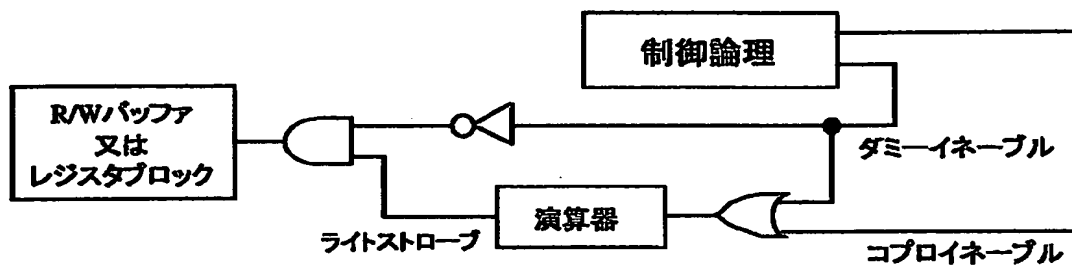 制御論理
R/Wバッファ
又は
レジスタブロック
ダミーイネーブル
演算器
ライトストローブ
コプロイネーブル